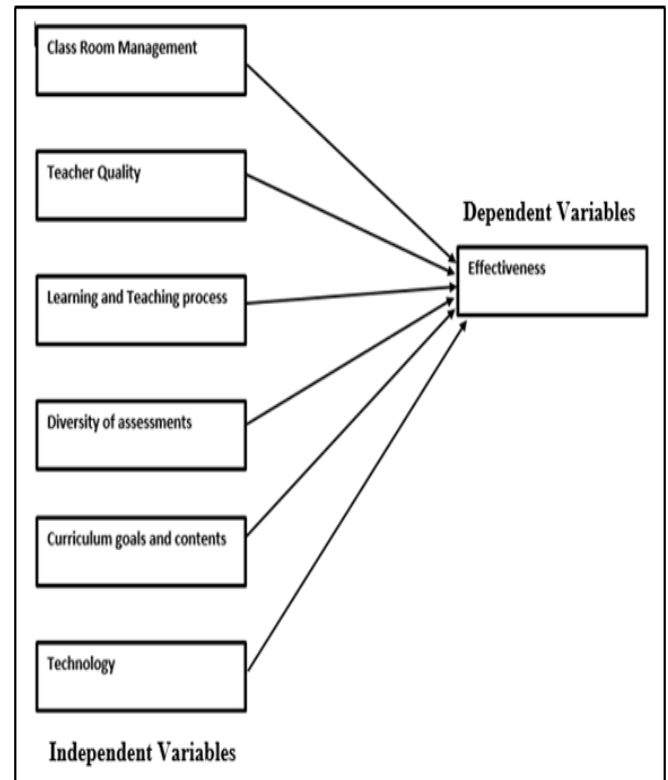 Class Room Management
Teacher Quality
Learning and Teaching process
Diversity of assessments
Curriculum goals and contents
Technology
Independent Variables
Dependent Variables
Effectiveness